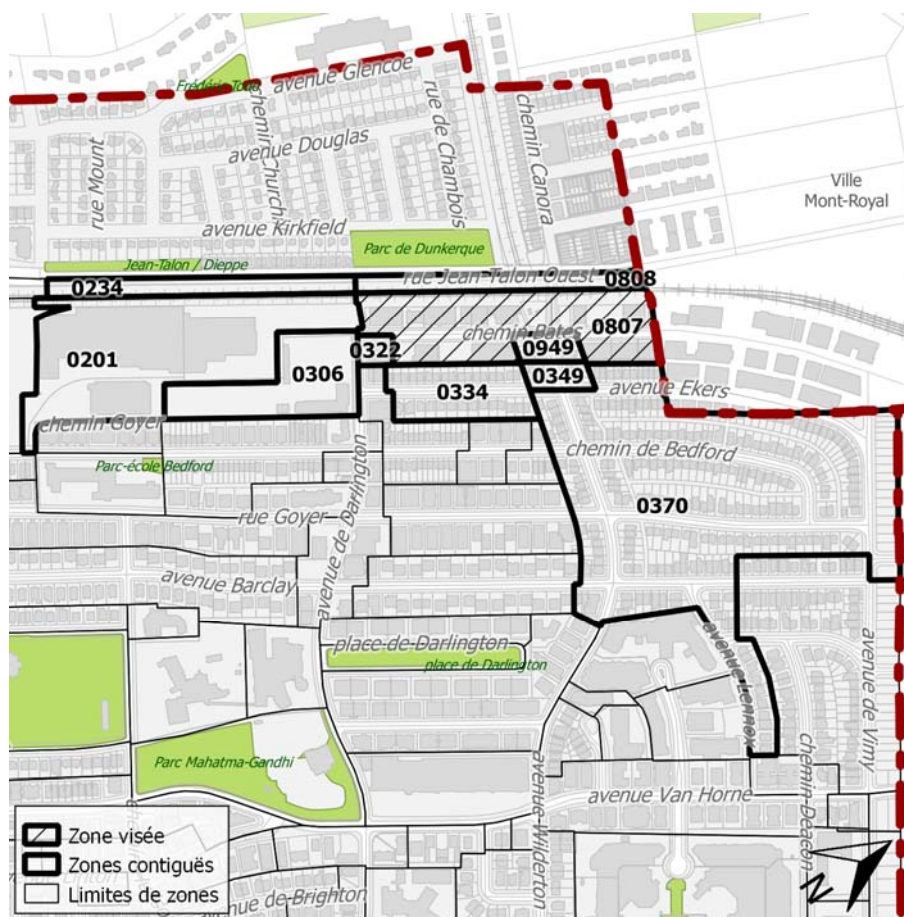 avenue Glencoe
Frédéric Todd
rue de Chambois
chemin Canora
avenue Douglas
chemin Churchill
rue Mount
Ville
Mont-Royal
avenue Kirkfield
Parc de Dunkerque
Jean-Talon / Dieppe
rue Jean Talon Ouest
0808
0234
chemin Bates
0807
0201
0322
0949
0306
0349
0334
avenue Ekers
chemin Goyer
chemin de Bedford
Parc-école Bedford
avenue de Darlington
0370
rue Goyer
avenue Barclay
place de Darlington
place de Darlington
avenue Lennox
avenue de Vimy
Parc Mahatma-Gandhi
avenue Wilderton
chemin Deacon
avenue Van Horne
Zone visée
Zones contiguës
Limites de zones
avenue de Brighton
N